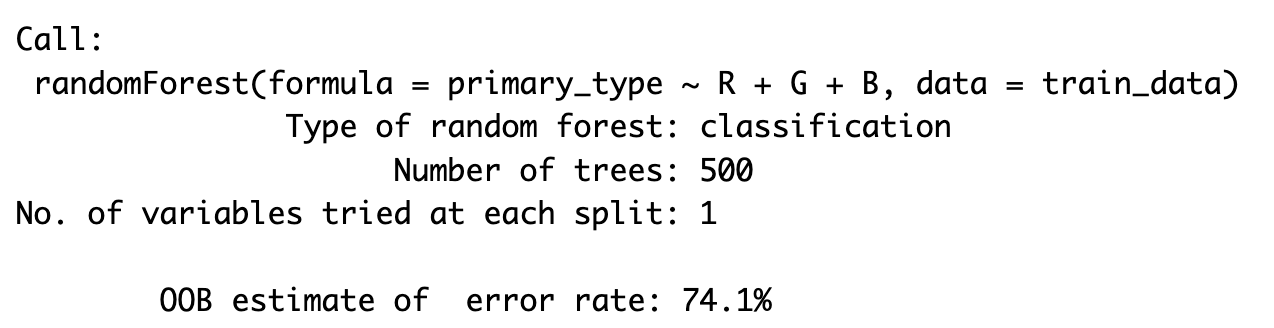 Call:
 randomForest(formula = primary_type ~ R + G + B, data = train_data)
               Type of random forest: classification
                     Number of trees: 500
No. of variables tried at each split: 1

        OOB estimate of  error rate: 74.1%